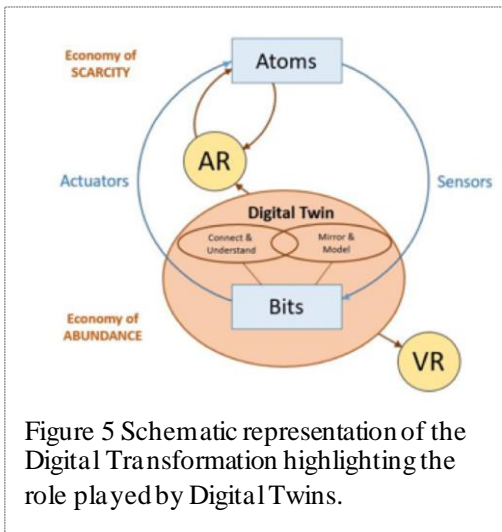 Economy of
SCARCITY
Atoms
AR
Actuators
Sensors
Digital Twin
Connect &
Understand
Mirror &
Model
Bits
Economy of
ABUNDANCE
VR
Figure 5 Schematic representation of the
Digital Transformation highlighting the
role played by Digital Twins.